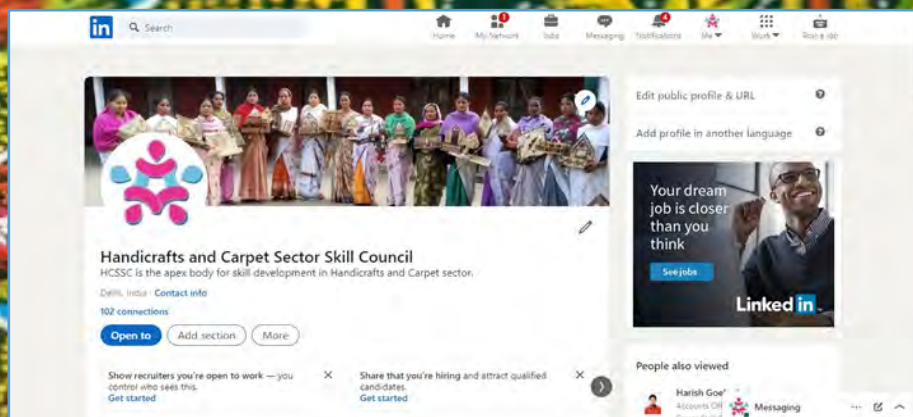 in
Search
1
4
Home
My Network
Jobs
Messaging
Notifications
Me
Work
Post a job
Edit public profile & URL
Add profile in another language
Your dream
job is closer
than you
think
See jobs
Linked in
Handicrafts and Carpet Sector Skill Council
HCSSC is the apex body for skill development in Handicrafts and Carpet sector.
Delhi, India · Contact info
102 connections
Open to
Add section
More
Show recruiters you're open to work — you
control who sees this.
Get started
Share that you're hiring and attract qualified
candidates.
Get started
People also viewed
Harish
Accounts
Messaging